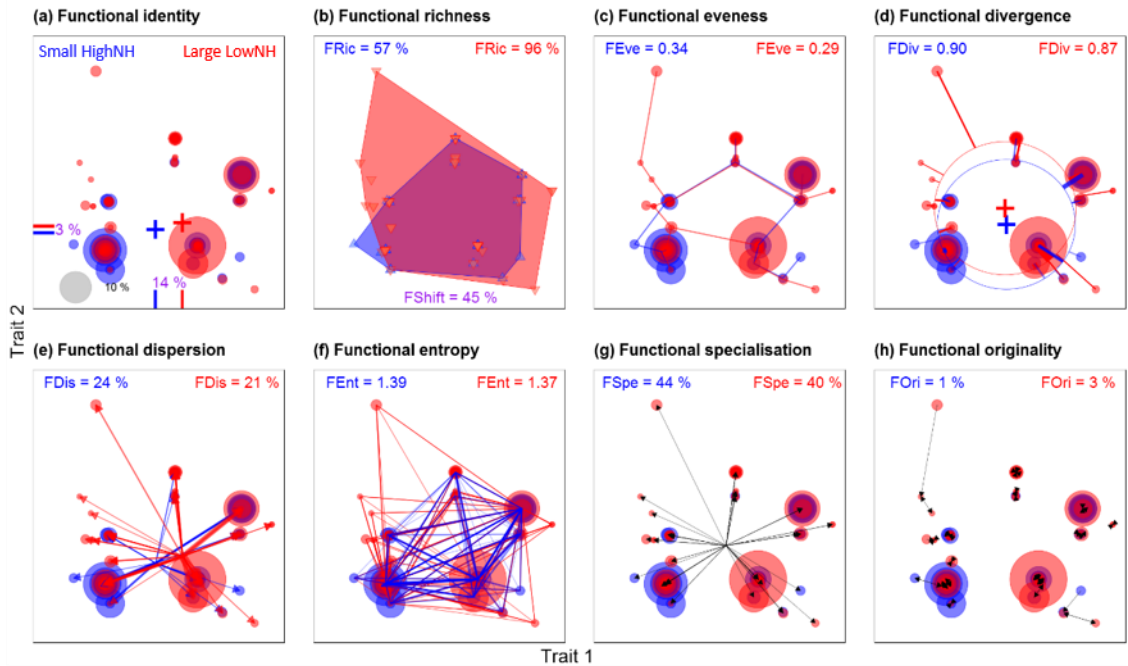 (a) Functional identity
(b) Functional richness
(c) Functional eveness
(d) Functional divergence
Small HighNH
Large LowNH
FRic = 57 %
FRic = 96 %
FEve = 0.34
FEve = 0.29
FDiv = 0.90
FDiv = 0.87
3 %
10 %
14 %
FShift = 45 %
Trait 2
(e) Functional dispersion
(f) Functional entropy
(g) Functional specialisation
(h) Functional originality
FDis = 24 %
FDis = 21 %
FEnt = 1.39
FEnt = 1.37
FSpe = 44 %
FSpe = 40 %
FOri = 1 %
FOri = 3 %
Trait 1